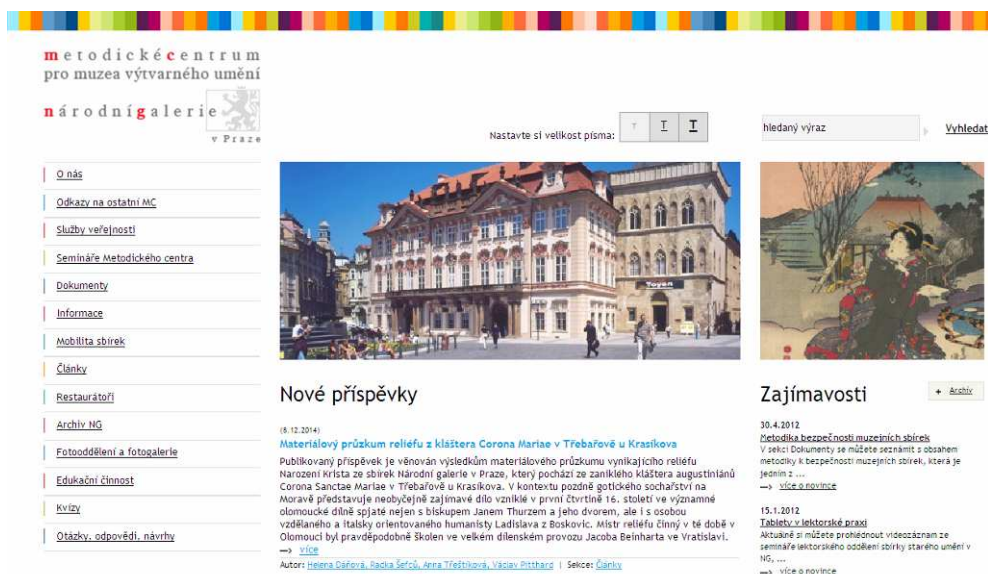 metodické centrum
pro muzea výtvarného umění
národní galerie
v Praze
Nastavte si velikost písma: T T T
hledaný výraz
Vyhledat
O nás
Odkazy na ostatní MC
Služby veřejnosti
Semináře Metodického centra
Dokumenty
Informace
Mobilita sbírek
Články
Restaurátoři
Archiv NG
Fotooddělení a fotogalerie
Edukační činnost
Kvízy
Otázky, odpovědi, návrhy
Toyen
Nové příspěvky
(8.12.2014)
Materiálový průzkum reliéfu z kláštera Corona Mariae v Třebařově u Krasíkova
Publikovaný příspěvek je věnován výsledkům materiálového průzkumu vynikajícího reliéfu
Narození Krista ze sbírek Národní galerie v Praze, který pochází ze zaniklého kláštera augustiniánů
Corona Sanctae Mariae v Třebařově u Krasíkova. V kontextu pozdně gotického sochařství na
Moravě představuje neobyčejně zajímavé dílo vzniklé v první čtvrtině 16. století ve významné
olomoucké dílně spjaté nejen s biskupem Janem Thurzem a jeho dvorem, ale i s osobou
vzdělaného a italsky orientovaného humanisty Ladislava z Boskovic. Mistr reliéfu činný v té době v
Olomouci byl pravděpodobně školen ve velkém dílenském provozu Jacoba Beinharta ve Vratislavi.
—> více
Autor: Helena Dáňová, Radka Šefců, Anna Třeštíková, Václav Pitthard | Sekce: Články
Zajímavosti
+ Archiv
30.4.2012
Metodika bezpečnosti muzejních sbírek
V sekci Dokumenty se můžete seznámit s obsahem
metodiky k bezpečnosti muzejních sbírek, která je
jedním z ...
—> více o novince
15.1.2012
Tablety v lektorské praxi
Aktuálně si můžete prohlédnout videozáznam ze
semináře lektorského oddělení sbírky starého umění v
NG, ...
—> více o novince